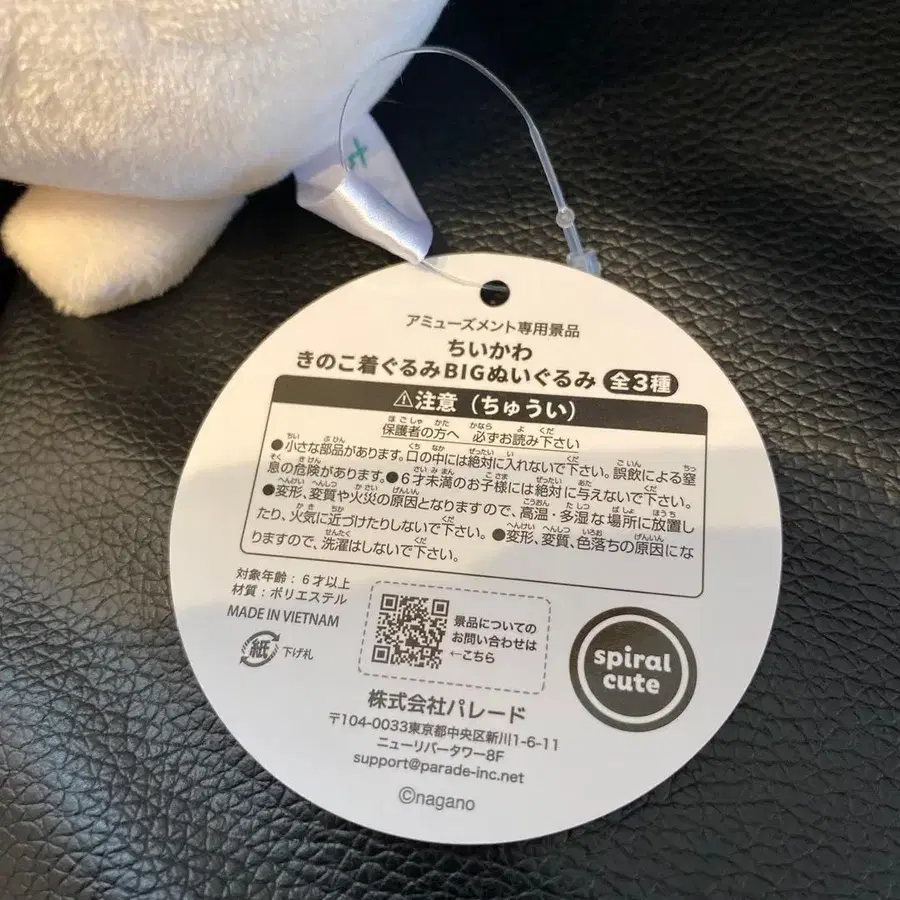 アミューズメント専用景品
ちいかわ
きのこ着ぐるみBIGぬいぐるみ 全3種
⚠注意（ちゅうい）
保護者の方へ 必ずお読み下さい
●小さな部品があります。口の中には絶対に入れないで下さい。誤飲による窒
息の危険があります。●6才未満のお子様には絶対に与えないで下さい。
●変形、変質や火災の原因となりますので、高温・多湿な場所に放置し
たり、火気に近づけたりしないで下さい。●変形、変質、色落ちの原因にな
りますので、洗濯はしないで下さい。
対象年齢：6才以上
材質：ポリエステル
MADE IN VIETNAM
紙 下げ札
景品についての
お問い合わせは
←こちら
spiral
cute
株式会社パレード
〒104-0033東京都中央区新川1-6-11
ニューリバータワー8F
support@parade-inc.net
©nagano